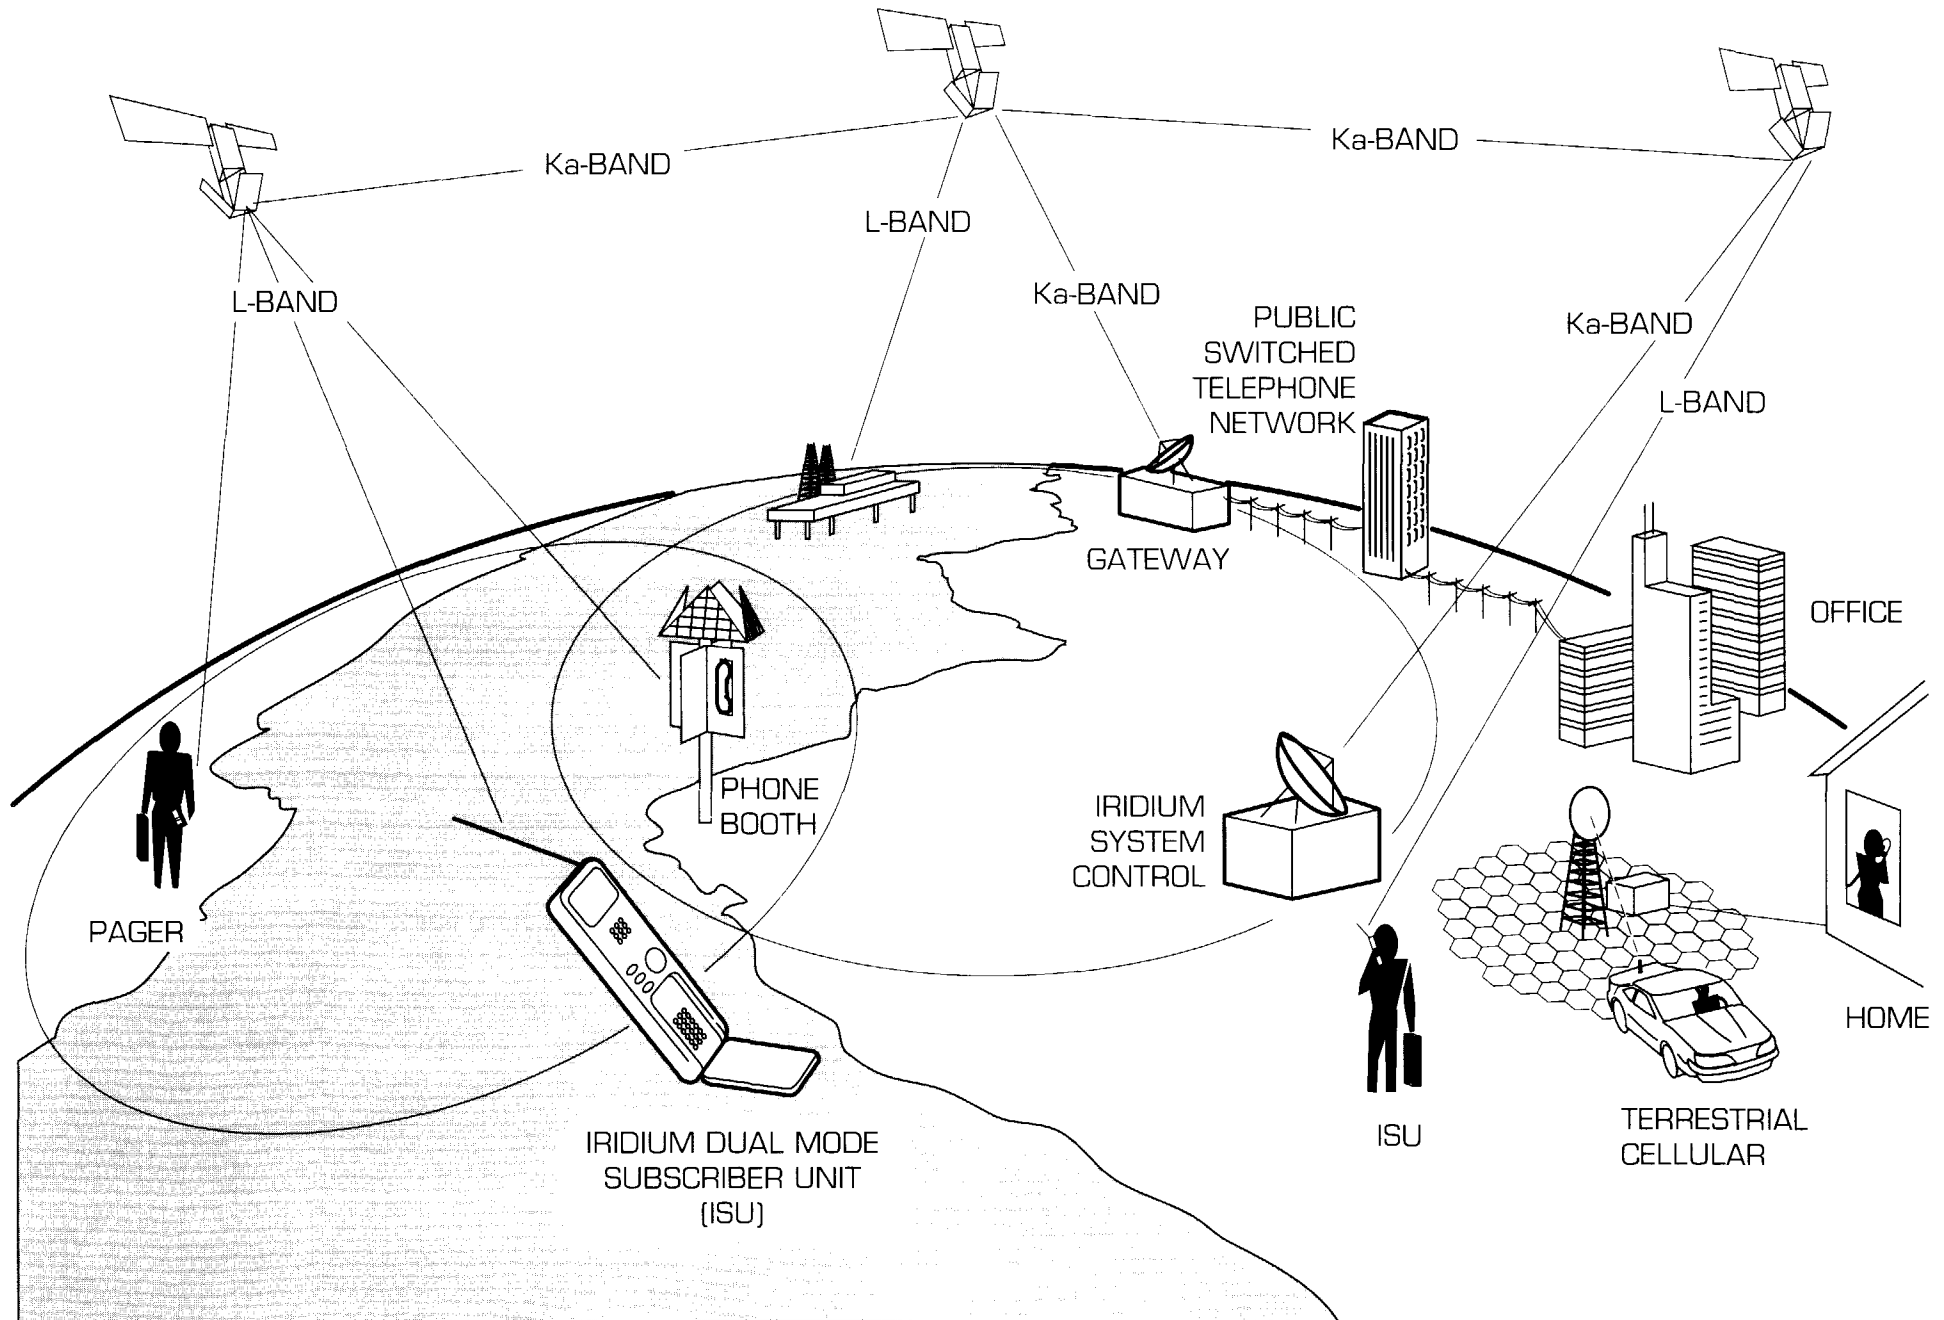 Ka-BAND
Ka-BAND
L-BAND
L-BAND
Ka-BAND
Ka-BAND
L-BAND
PUBLIC
SWITCHED
TELEPHONE
NETWORK
GATEWAY
OFFICE
PHONE
BOOTH
IRIDIUM
SYSTEM
CONTROL
PAGER
HOME
ISU
TERRESTRIAL
CELLULAR
IRIDIUM DUAL MODE
SUBSCRIBER UNIT
(ISU)